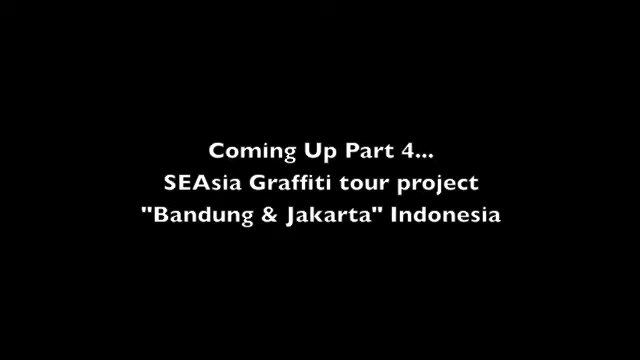 Coming Up Part 4...
SEAsia Graffiti tour project
"Bandung & Jakarta" Indonesia